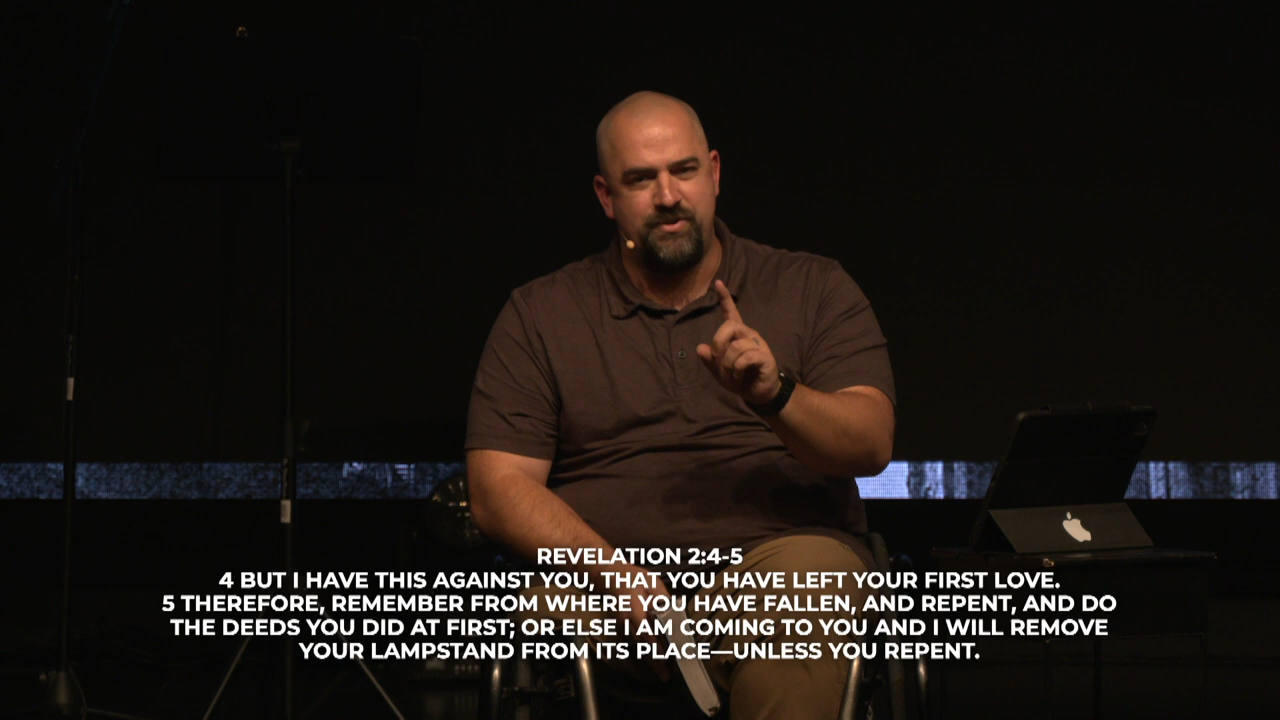 REVELATION 2:4-5
4 BUT I HAVE THIS AGAINST YOU, THAT YOU HAVE LEFT YOUR FIRST LOVE.
5 THEREFORE, REMEMBER FROM WHERE YOU HAVE FALLEN, AND REPENT, AND DO
THE DEEDS YOU DID AT FIRST; OR ELSE I AM COMING TO YOU AND I WILL REMOVE
YOUR LAMPSTAND FROM ITS PLACE—UNLESS YOU REPENT.